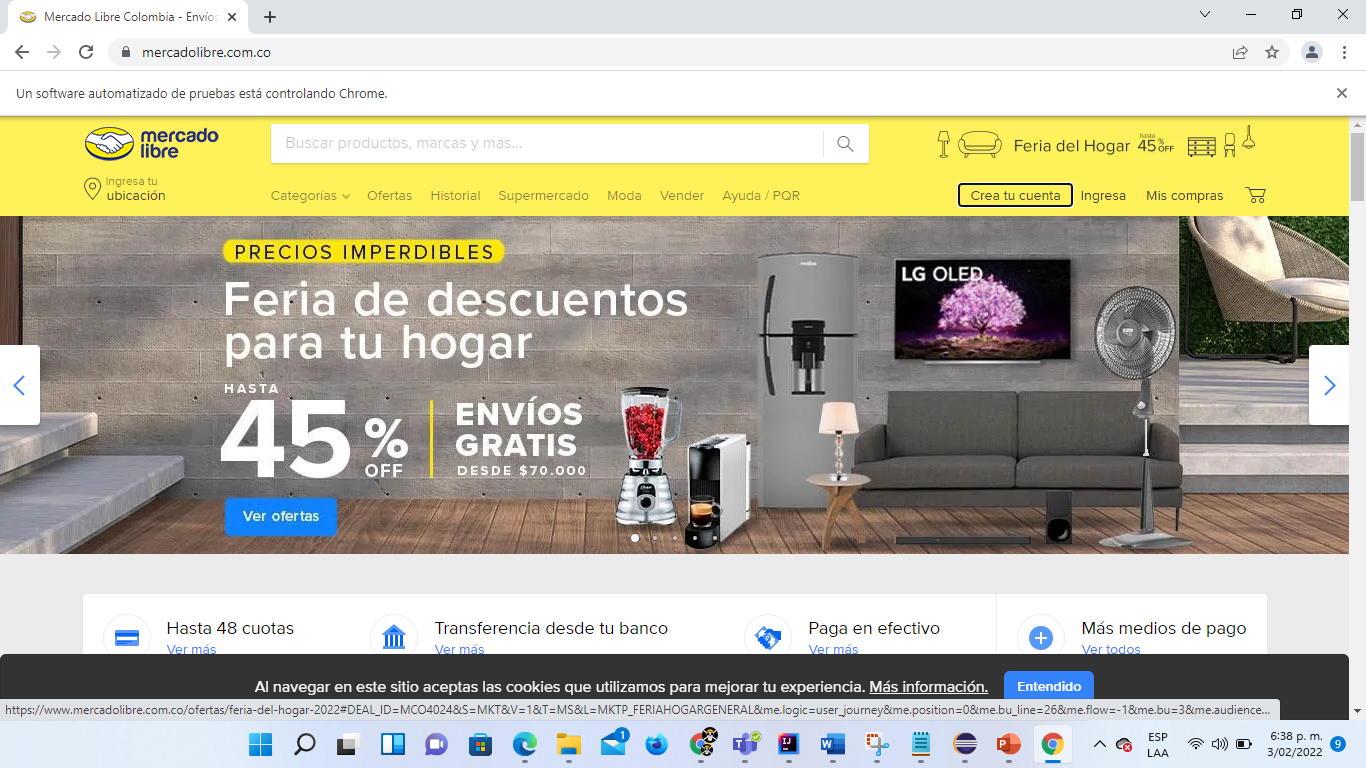 Mercado Libre Colombia - Envíos
mercadolibre.com.co
Un software automatizado de pruebas está controlando Chrome.
mercado
libre
Buscar productos, marcas y más...
Feria del Hogar hasta 45% OFF
Ingresa tu
ubicación
Categorías Ofertas Historial Supermercado Moda Vender Ayuda / PQR Crea tu cuenta Ingresa Mis compras
PRECIOS IMPERDIBLES
Feria de descuentos
para tu hogar
HASTA
45% OFF
ENVÍOS
GRATIS
DESDE $70.000
Ver ofertas
LG OLED
Hasta 48 cuotas
Ver más
Transferencia desde tu banco
Ver más
Paga en efectivo
Ver más
Más medios de pago
Ver todos
Al navegar en este sitio aceptas las cookies que utilizamos para mejorar tu experiencia. Más información. Entendido
https://www.mercadolibre.com.co/ofertas/feria-del-hogar-2022#DEAL_ID=MCO4024&S=MKT&V=1&T=MS&L=MKTP_FERIAHOGARGENERAL&me.logic=user_journey&me.position=0&me.bu_line=26&me.flow=-1&me.bu=3&me.audience...
1
IJ
W
P
ESP
LAA
6:38 p. m.
3/02/2022
9